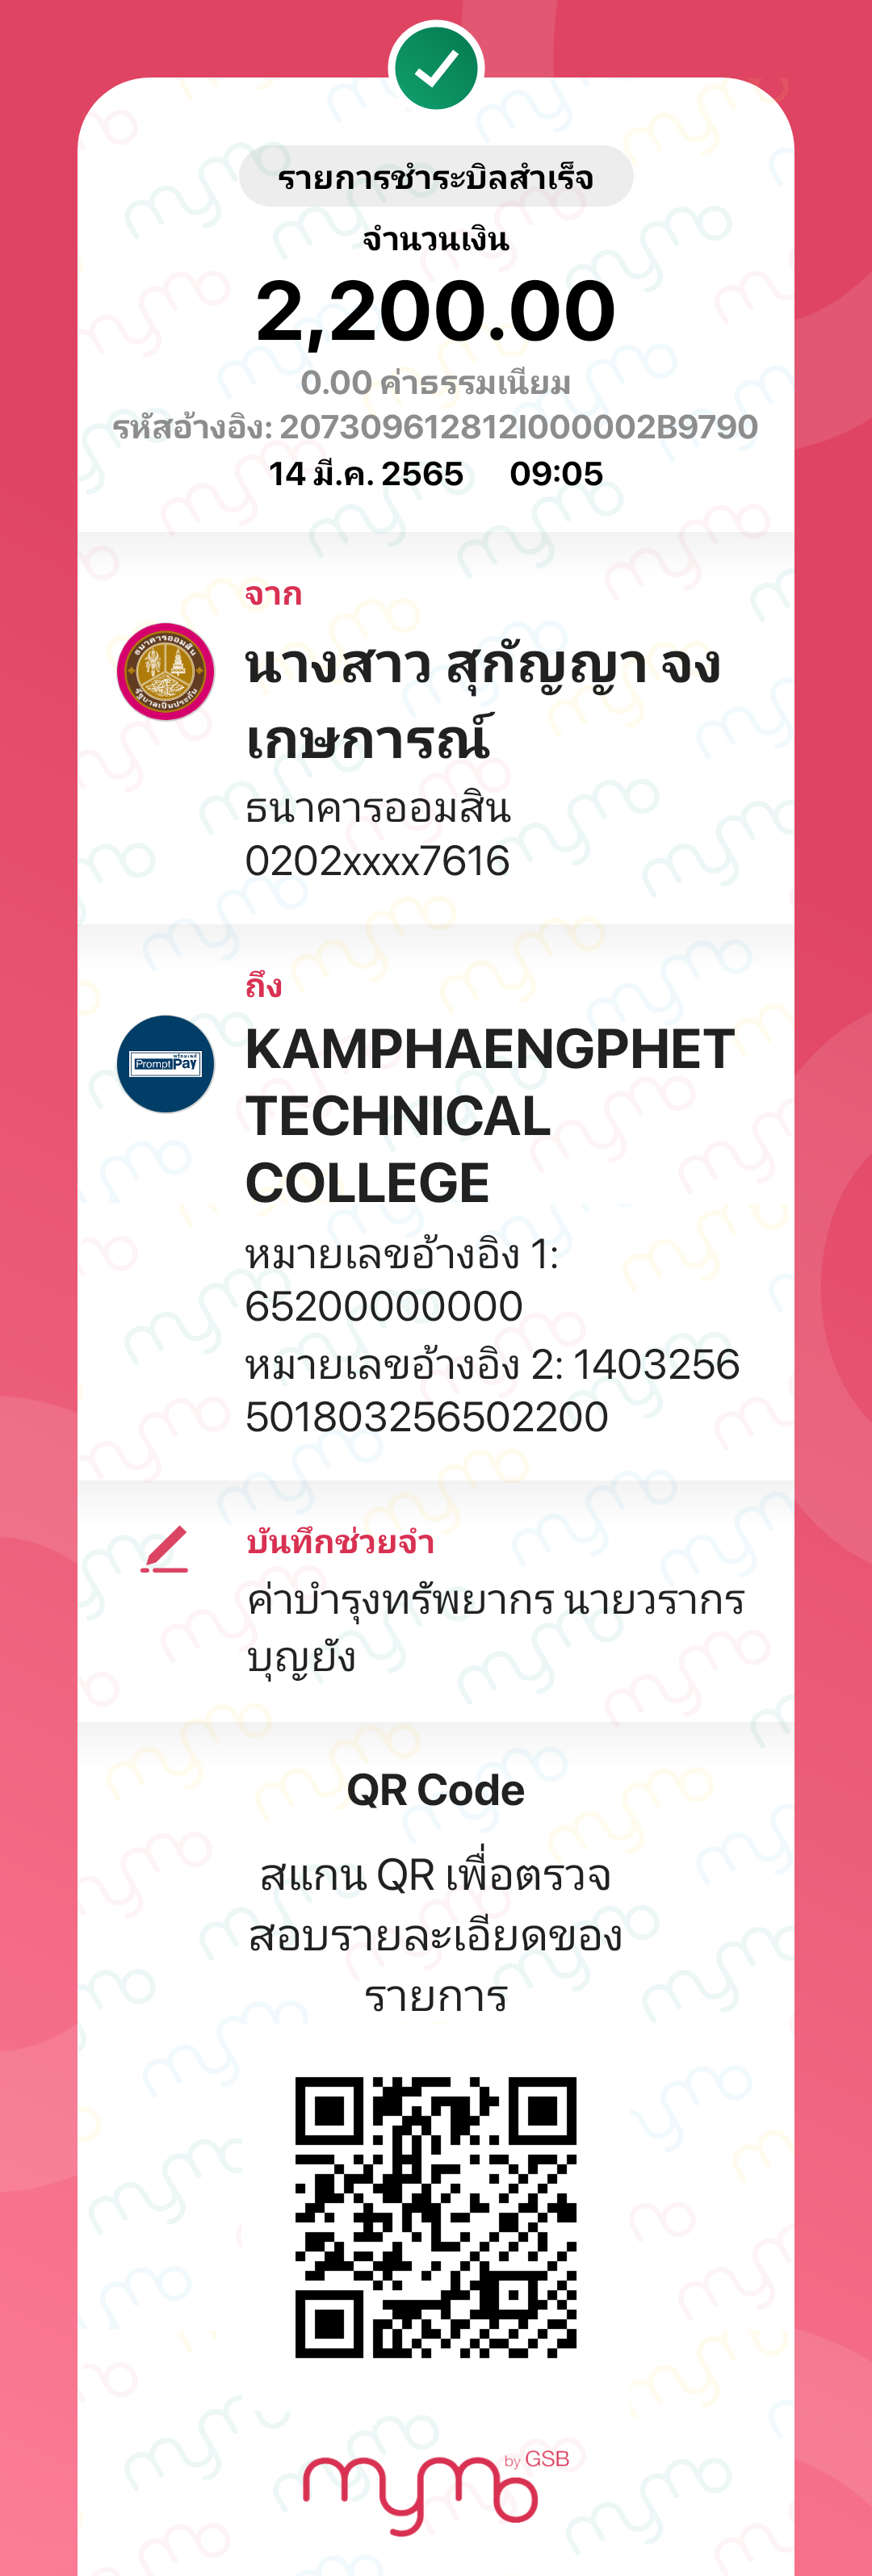 รายการชำระบิลสำเร็จ
จำนวนเงิน
2,200.00
0.00 ค่าธรรมเนียม
รหัสอ้างอิง: 207309612812I000002B9790
14 มี.ค. 2565 09:05
จาก
นางสาว สุกัญญา จง
เกษการณ์
ธนาคารออมสิน
0202xxxx7616
ถึง
พร้อมเพย์
PromptPay
KAMPHAENGPHET
TECHNICAL
COLLEGE
หมายเลขอ้างอิง 1:
65200000000
หมายเลขอ้างอิง 2: 1403256
501803256502200
บันทึกช่วยจำ
ค่าบำรุงทรัพยากร นายวรากร
บุญยัง
QR Code
สแกน QR เพื่อตรวจ
สอบรายละเอียดของ
รายการ
mymo by GSB